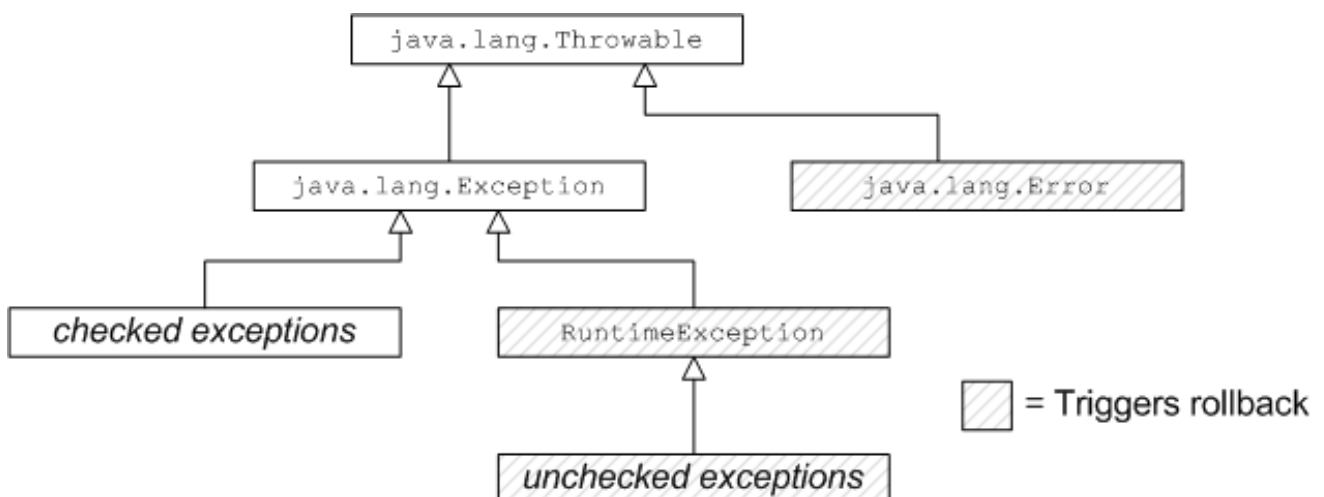 java.lang.Throwable
java.lang.Exception
java.lang.Error
checked exceptions
RuntimeException
= Triggers rollback
unchecked exceptions